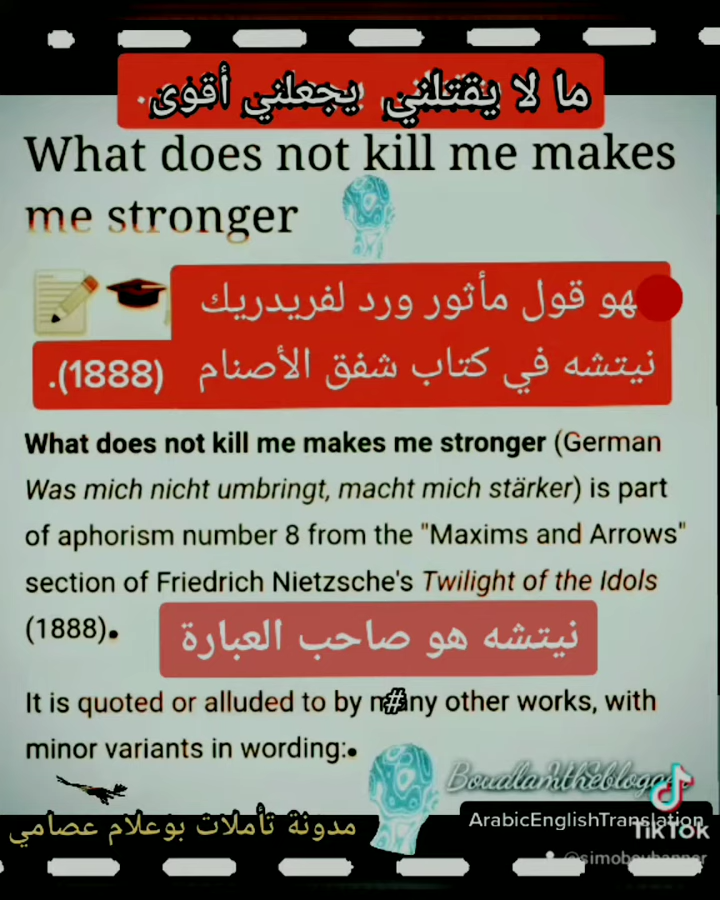 ما لا يقتلني يجعلني أقوى.
What does not kill me makes
me stronger
هو قول مأثور ورد لفريدريك
نيتشه في كتاب شفق الأصنام (1888).
What does not kill me makes me stronger (German
Was mich nicht umbringt, macht mich stärker) is part
of aphorism number 8 from the "Maxims and Arrows"
section of Friedrich Nietzsche's Twilight of the Idols
(1888).
نيتشه هو صاحب العبارة
It is quoted or alluded to by m#any other works, with
minor variants in wording:
Boudlamtheblogger
ArabicEnglishTranslation
مدونة تأملات بوعلام عصامي
TikTok